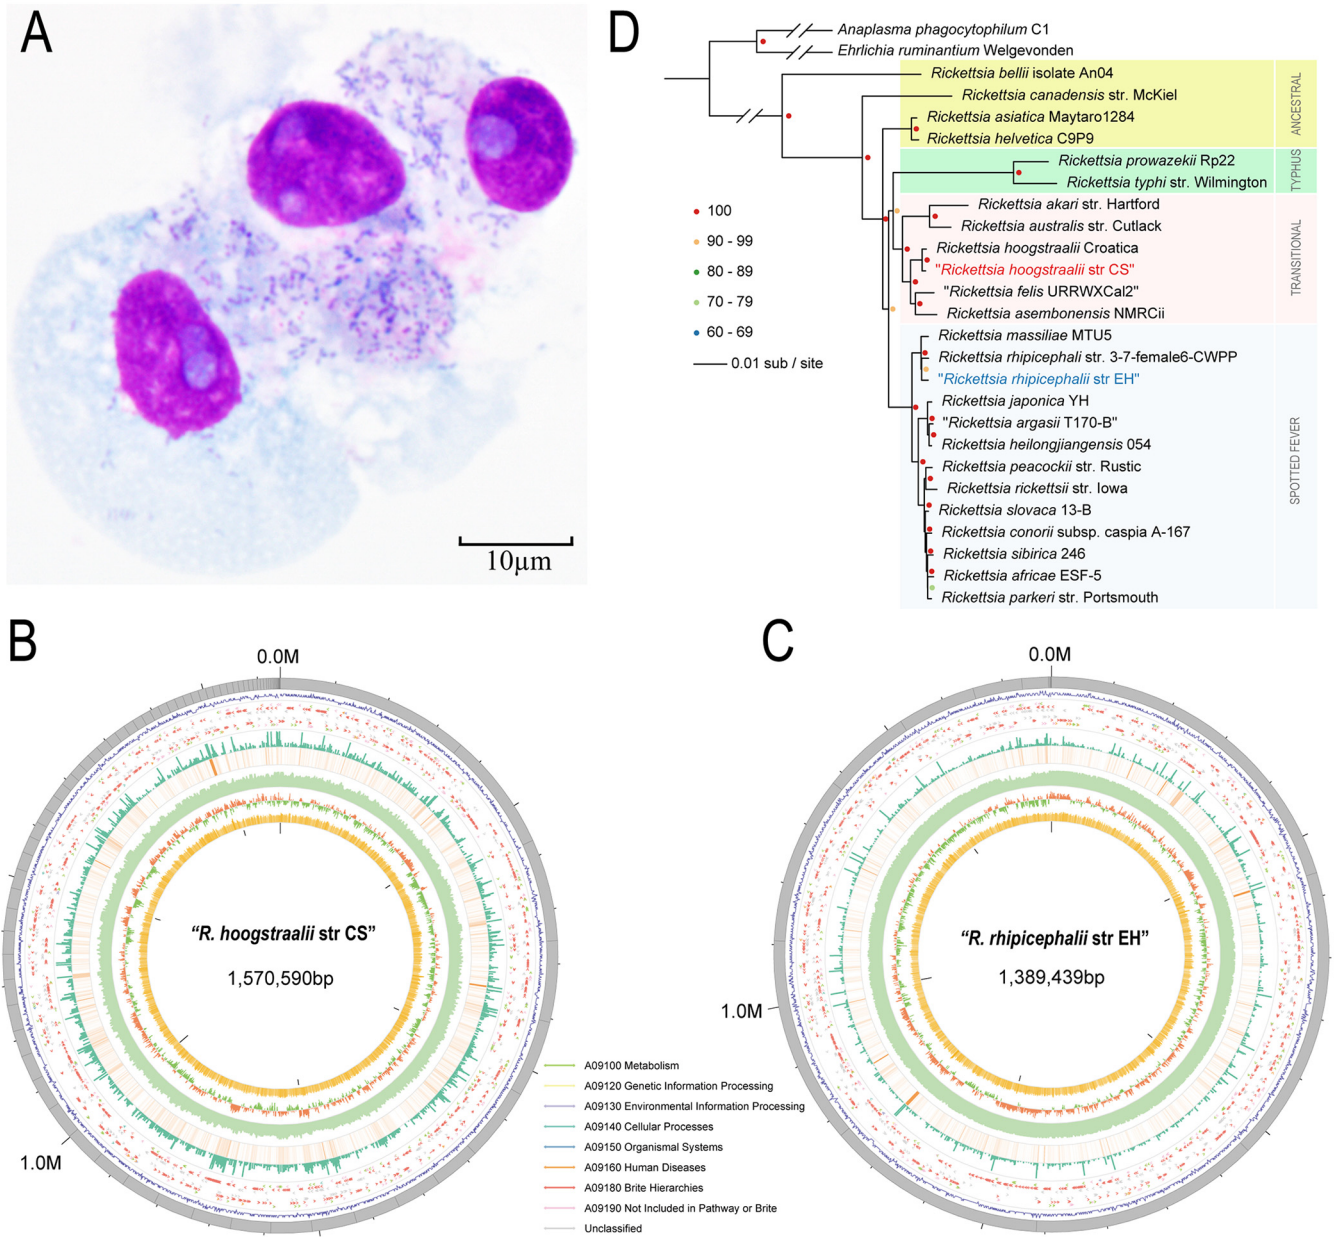 A
10µm
D
Anaplasma phagocytophilum C1
Ehrlichia ruminantium Welgevonden
Rickettsia bellii isolate An04
Rickettsia canadensis str. McKiel
Rickettsia asiatica Maytaro1284
Rickettsia helvetica C9P9
ANCESTRAL
Rickettsia prowazekii Rp22
Rickettsia typhi str. Wilmington
TYPHUS
Rickettsia akari str. Hartford
Rickettsia australis str. Cutlack
Rickettsia hoogstraalii Croatica
"Rickettsia hoogstraalii str CS"
"Rickettsia felis URRWXCal2"
Rickettsia asembonensis NMRCii
TRANSITIONAL
Rickettsia massiliae MTU5
Rickettsia rhipicephali str. 3-7-female6-CWPP
"Rickettsia rhipicephalii str EH"
Rickettsia japonica YH
"Rickettsia argasii T170-B"
Rickettsia heilongjiangensis 054
Rickettsia peacockii str. Rustic
Rickettsia rickettsii str. Iowa
Rickettsia slovaca 13-B
Rickettsia conorii subsp. caspia A-167
Rickettsia sibirica 246
Rickettsia africae ESF-5
Rickettsia parkeri str. Portsmouth
SPOTTED FEVER
100
90 - 99
80 - 89
70 - 79
60 - 69
0.01 sub / site
B
0.0M
"R. hoogstraalii str CS"
1,570,590bp
1.0M
C
0.0M
"R. rhipicephalii str EH"
1,389,439bp
1.0M
A09100 Metabolism
A09120 Genetic Information Processing
A09130 Environmental Information Processing
A09140 Cellular Processes
A09150 Organismal Systems
A09160 Human Diseases
A09180 Brite Hierarchies
A09190 Not Included in Pathway or Brite
Unclassified